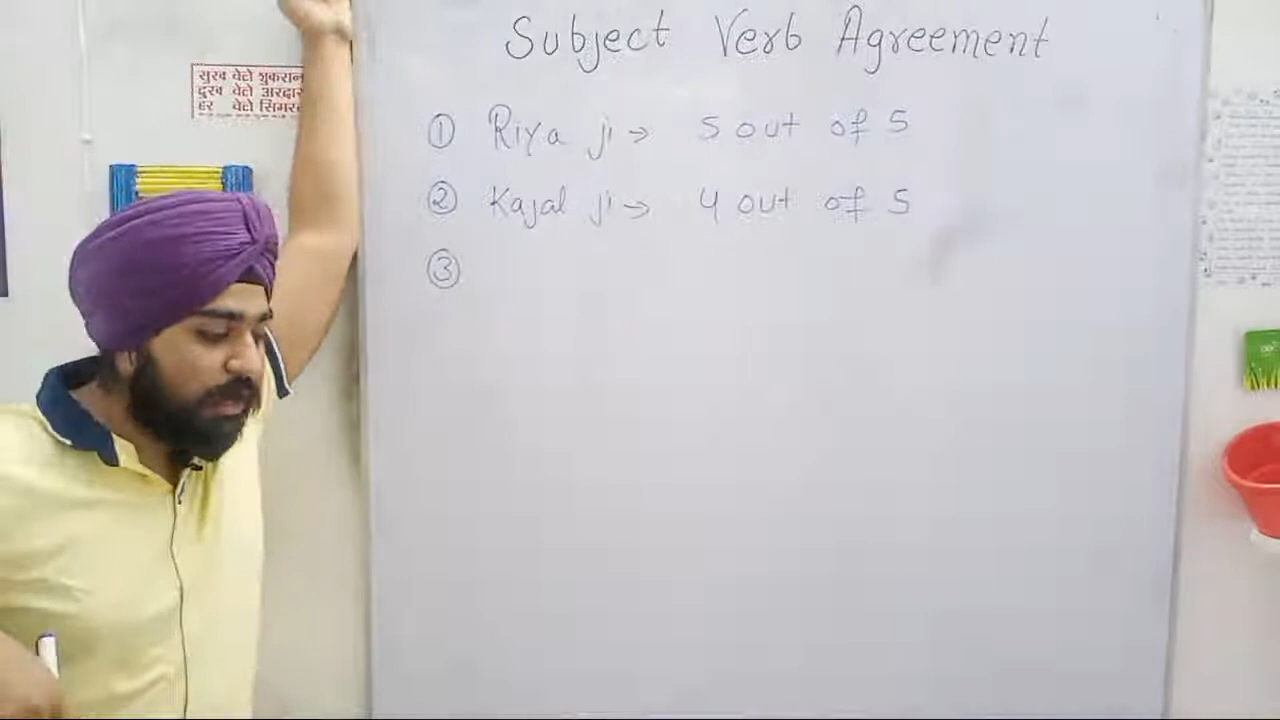 Subject Verb Agreement
सुख वेले शुकराना
दुख वेले अरदास
हर वेले सिमरन
① Riya ji → 5 out of 5
② Kajal ji → 4 out of 5
③